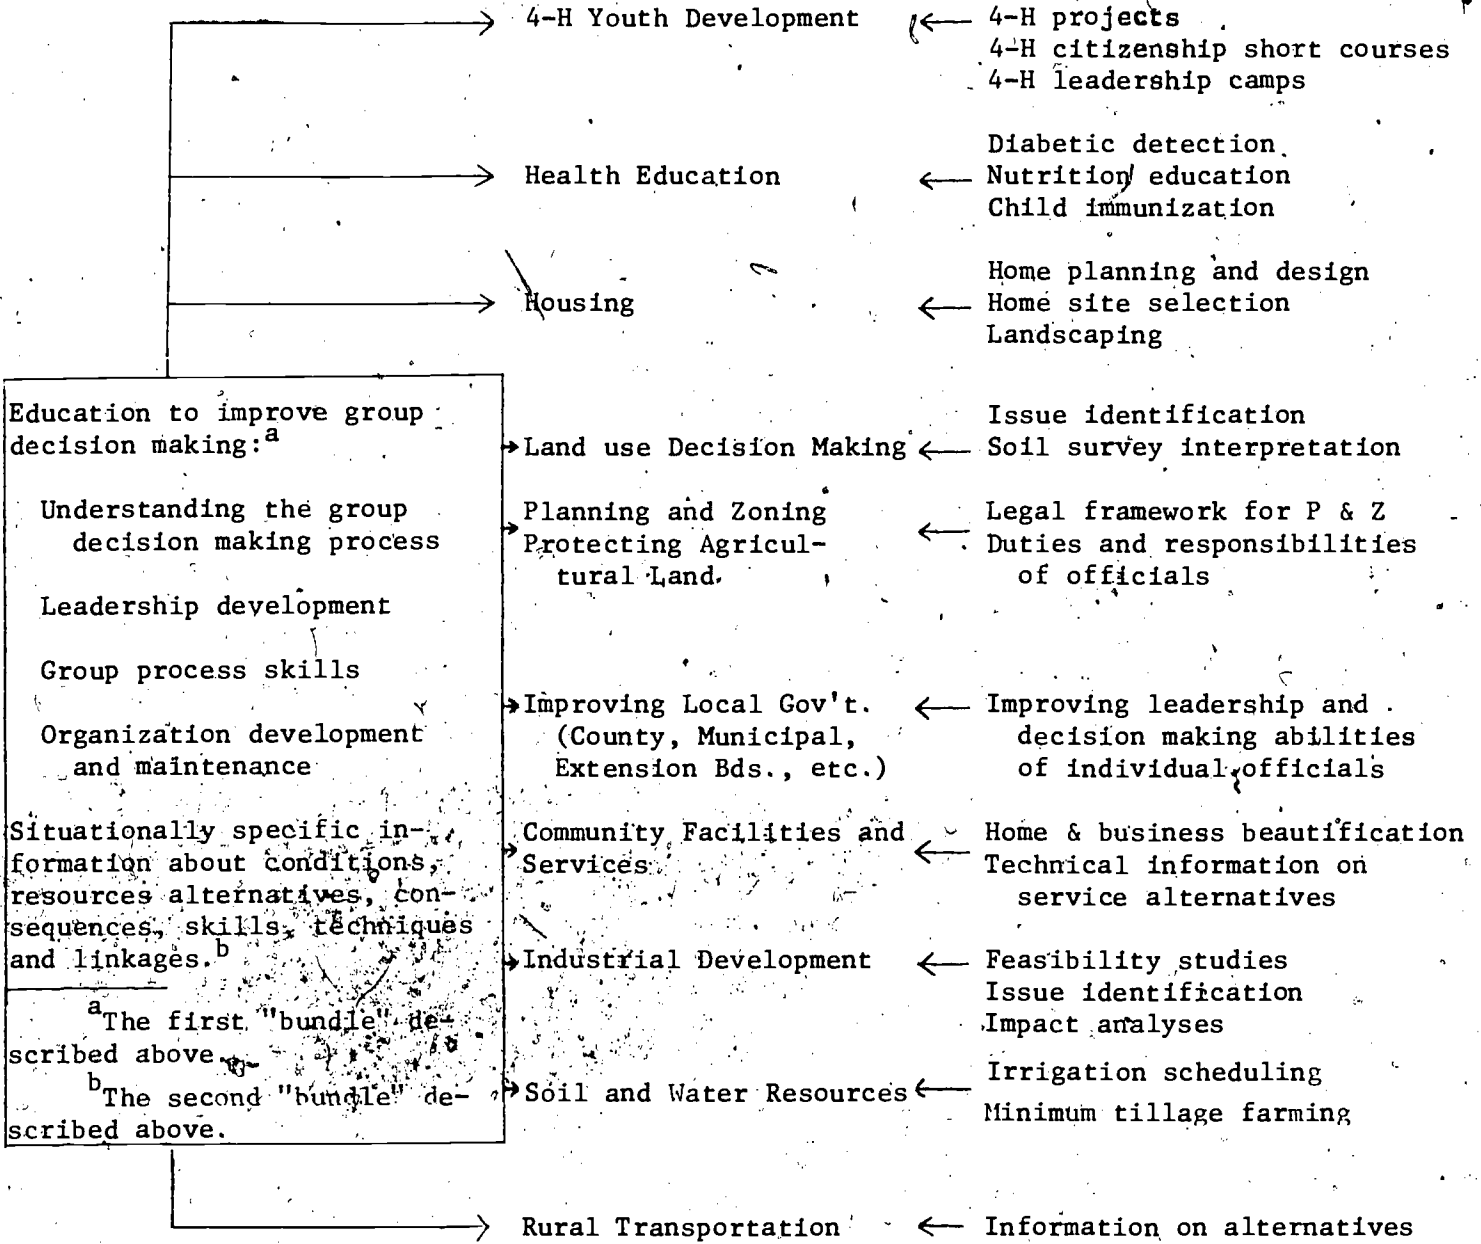 4-H Youth Development
4-H projects
4-H citizenship short courses
4-H leadership camps
Health Education
Diabetic detection
Nutrition education
Child immunization
Housing
Home planning and design
Home site selection
Landscaping
Education to improve group
decision making:a
Understanding the group
decision making process
Leadership development
Group process skills
Organization development
and maintenance
Situationally specific in-
formation about conditions,
resources alternatives, con-
sequences, skills, techniques
and linkages.b
aThe first "bundle" de-
scribed above.
bThe second "bundle" de-
scribed above.
Land use Decision Making
Issue identification
Soil survey interpretation
Planning and Zoning
Protecting Agricul-
tural Land.
Legal framework for P & Z
Duties and responsibilities
of officials
Improving Local Gov't.
(County, Municipal,
Extension Bds., etc.)
Improving leadership and
decision making abilities
of individual officials
Community Facilities and
Services
Home & business beautification
Technical information on
service alternatives
Industrial Development
Feasibility studies
Issue identification
Impact analyses
Soil and Water Resources
Irrigation scheduling
Minimum tillage farming
Rural Transportation
Information on alternatives